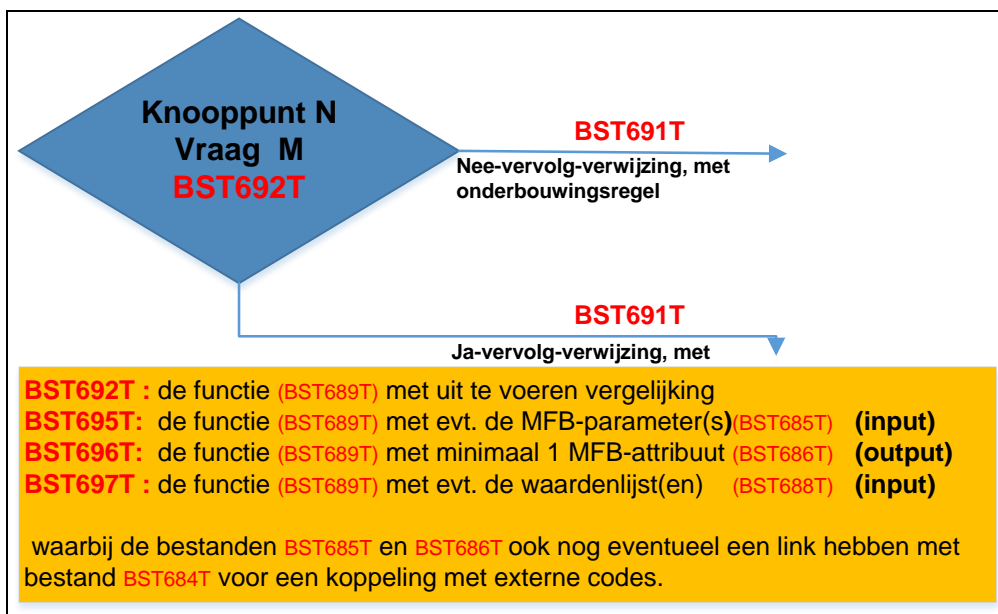 Knooppunt N
Vraag M
BST692T
BST691T
Nee-vervolg-verwijzing, met
onderbouwingsregel
BST691T
Ja-vervolg-verwijzing, met
BST692T : de functie (BST689T) met uit te voeren vergelijking
BST695T: de functie (BST689T) met evt. de MFB-parameter(s)(BST685T) (input)
BST696T: de functie (BST689T) met minimaal 1 MFB-attribuut (BST686T) (output)
BST697T : de functie (BST689T) met evt. de waardenlijst(en) (BST688T) (input)
waarbij de bestanden BST685T en BST686T ook nog eventueel een link hebben met
bestand BST684T voor een koppeling met externe codes.